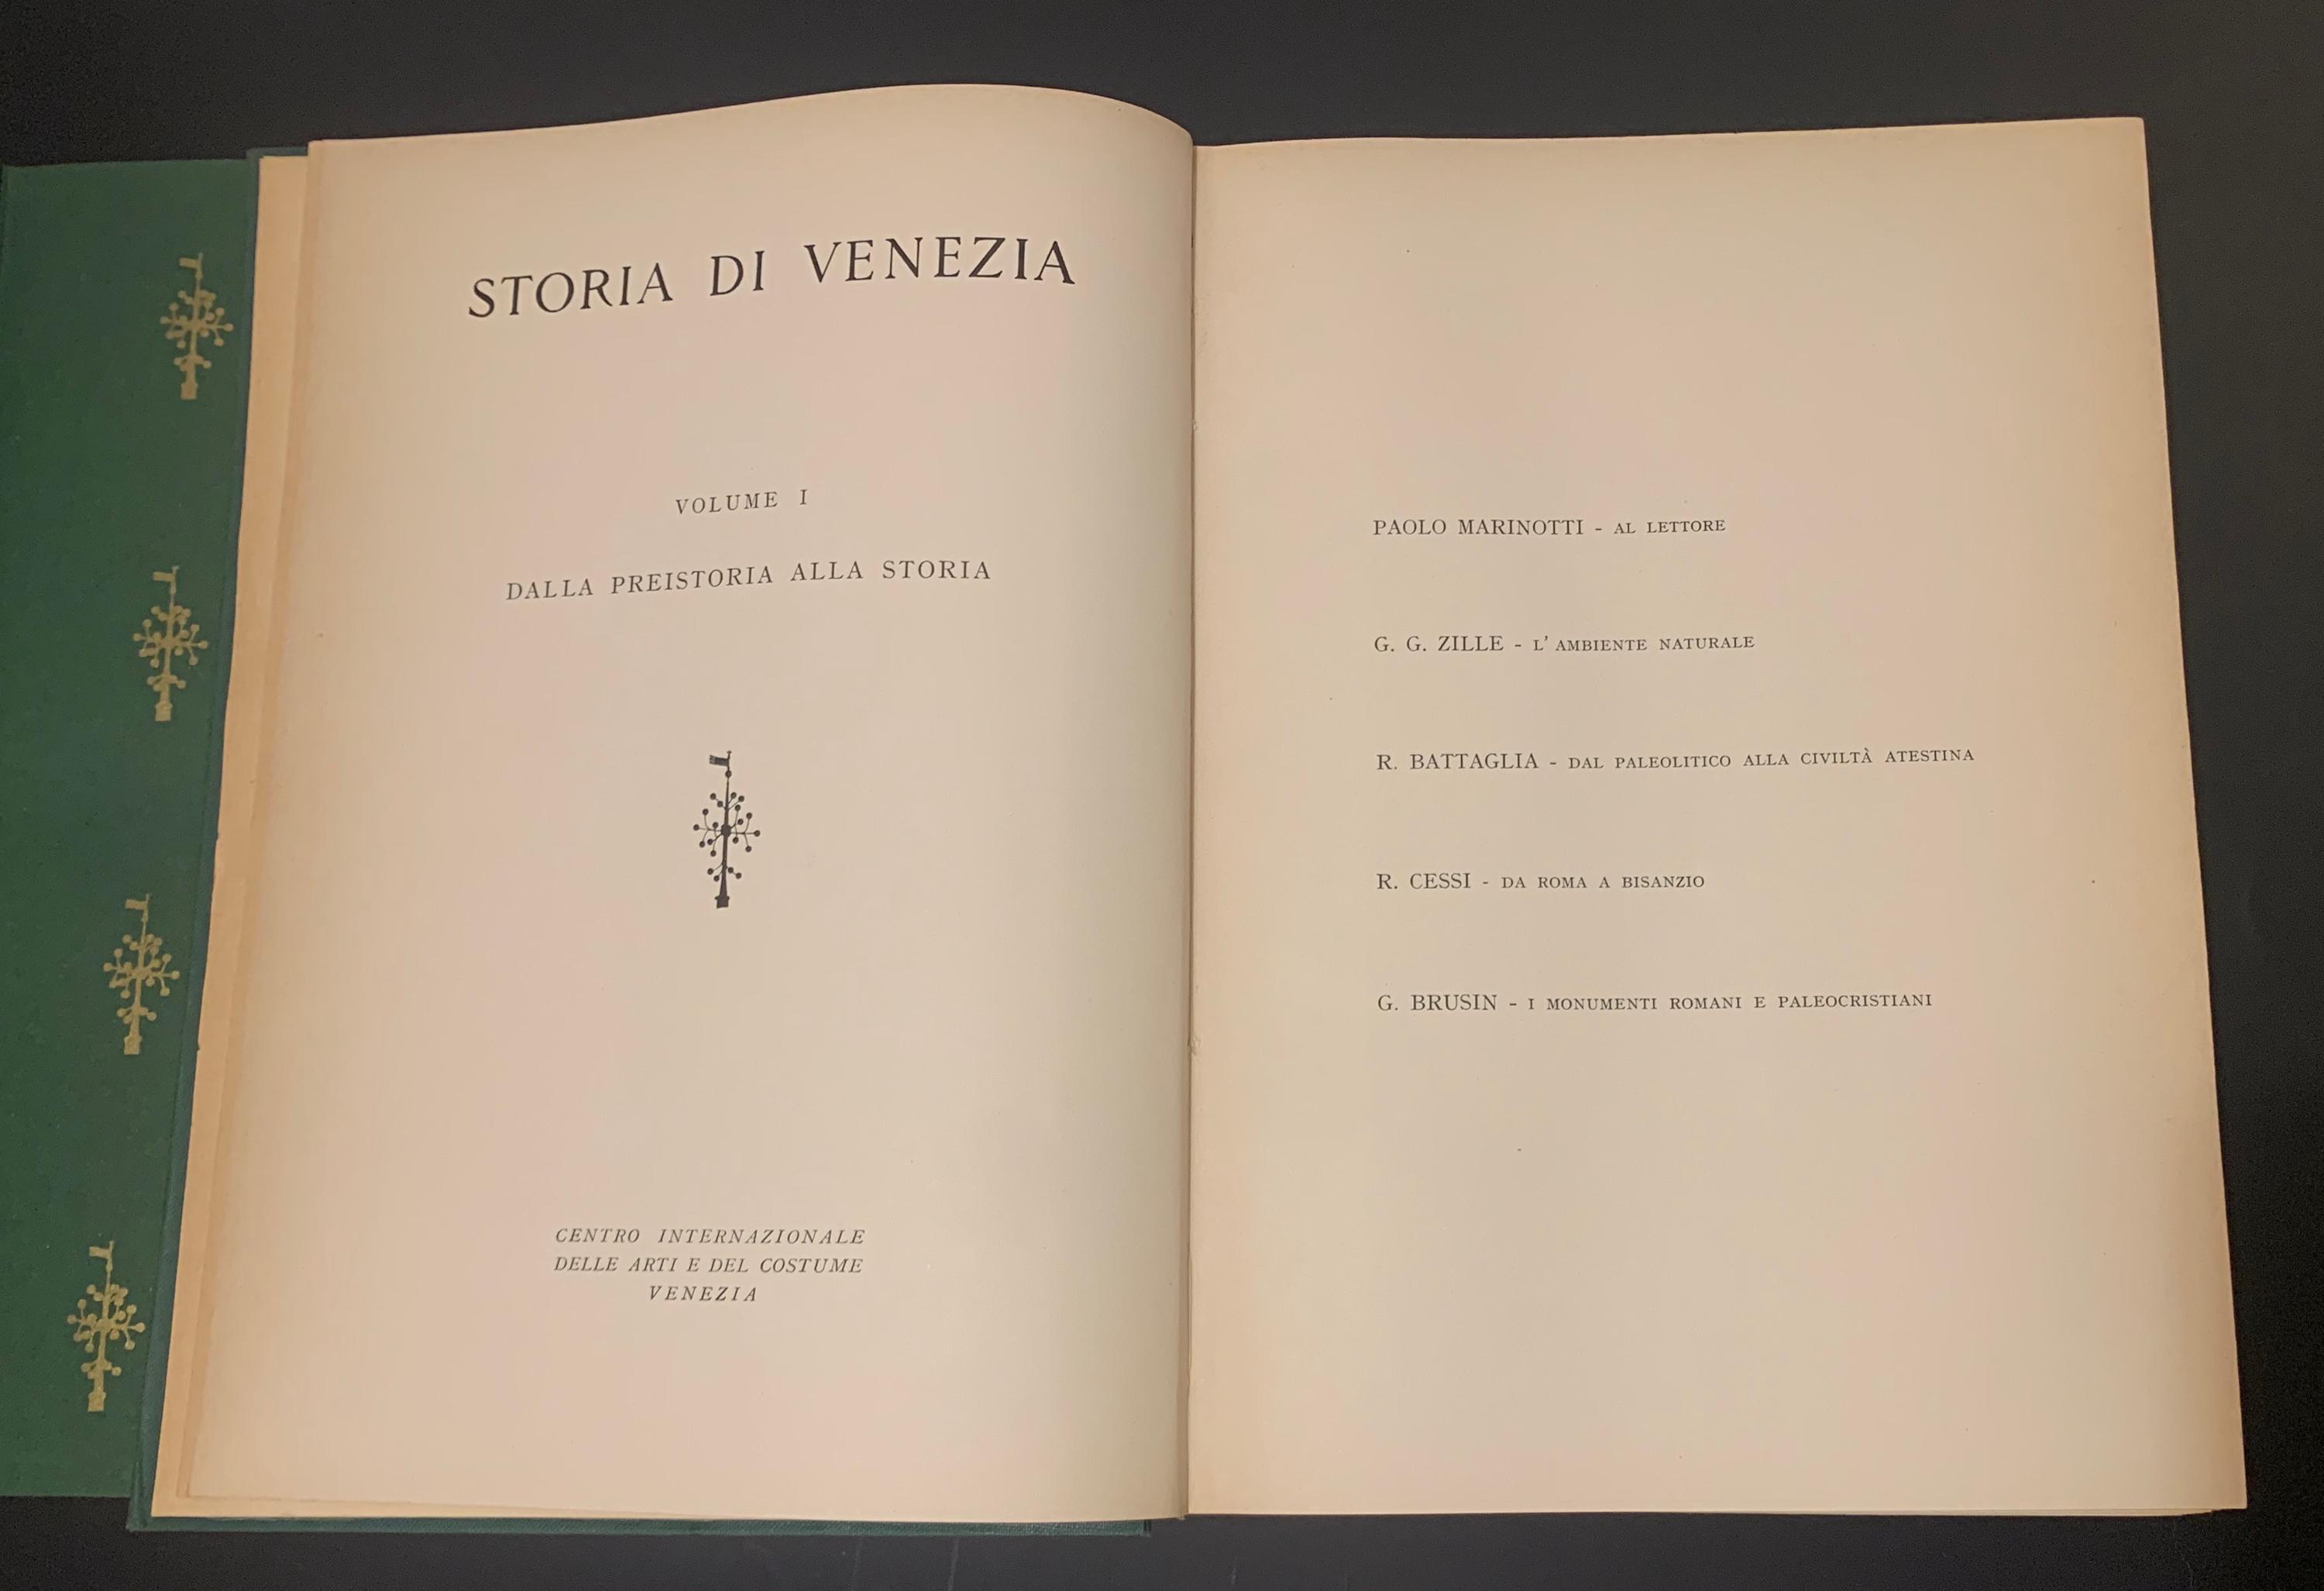 STORIA DI VENEZIA
VOLUME I
DALLA PREISTORIA ALLA STORIA
CENTRO INTERNAZIONALE
DELLE ARTI E DEL COSTUME
VENEZIA
PAOLO MARINOTTI - AL LETTORE
G. G. ZILLE - L' AMBIENTE NATURALE
R. BATTAGLIA - DAL PALEOLITICO ALLA CIVILTÀ ATESTINA
R. CESSI - DA ROMA A BISANZIO
G. BRUSIN - I MONUMENTI ROMANI E PALEOCRISTIANI